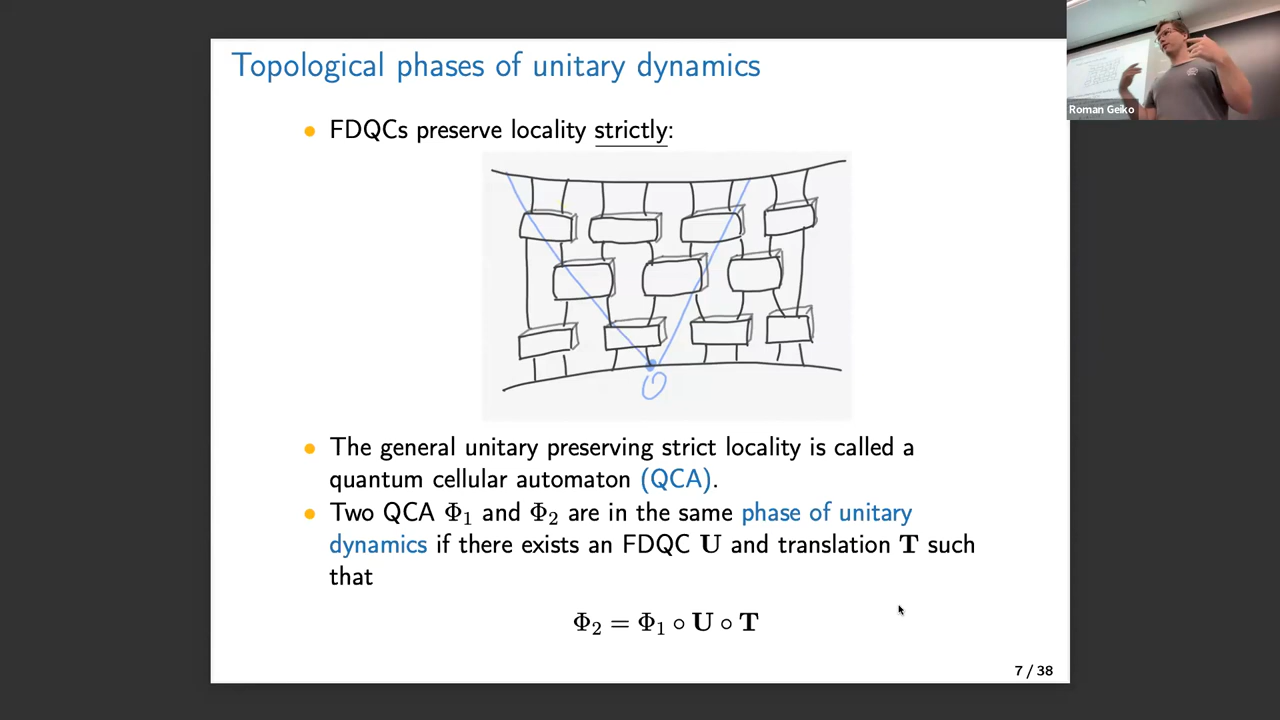 Topological phases of unitary dynamics
Roman Geiko
• FDQCs preserve locality strictly:
O
• The general unitary preserving strict locality is called a
quantum cellular automaton (QCA).
• Two QCA Φ₁ and Φ₂ are in the same phase of unitary
dynamics if there exists an FDQC U and translation T such
that
Φ₂ = Φ₁ ∘ U ∘ T
7 / 38